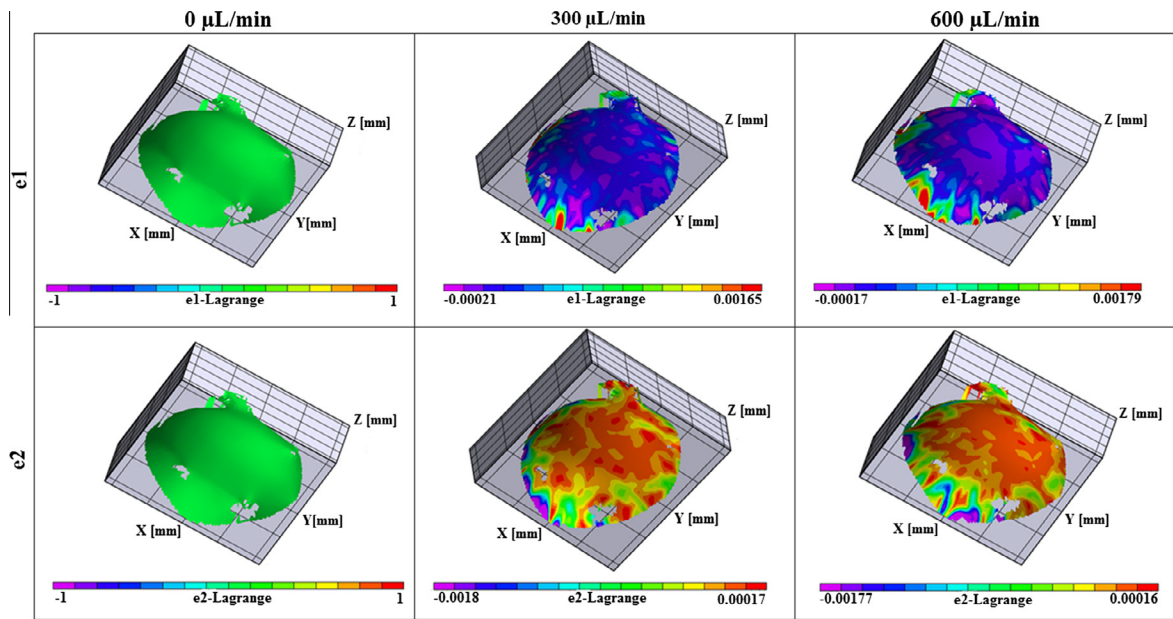 0 µL/min 300 µL/min 600 µL/min
e1
Z [mm]
Y[mm]
X [mm]
-1 e1-Lagrange 1
Z [mm]
Y [mm]
X [mm]
-0.00021 e1-Lagrange 0.00165
Z [mm]
Y [mm]
X [mm]
-0.00017 e1-Lagrange 0.00179
e2
Z [mm]
Y[mm]
X [mm]
-1 e2-Lagrange 1
Z [mm]
Y [mm]
X [mm]
-0.0018 e2-Lagrange 0.00017
Z [mm]
Y [mm]
X [mm]
-0.00177 e2-Lagrange 0.00016